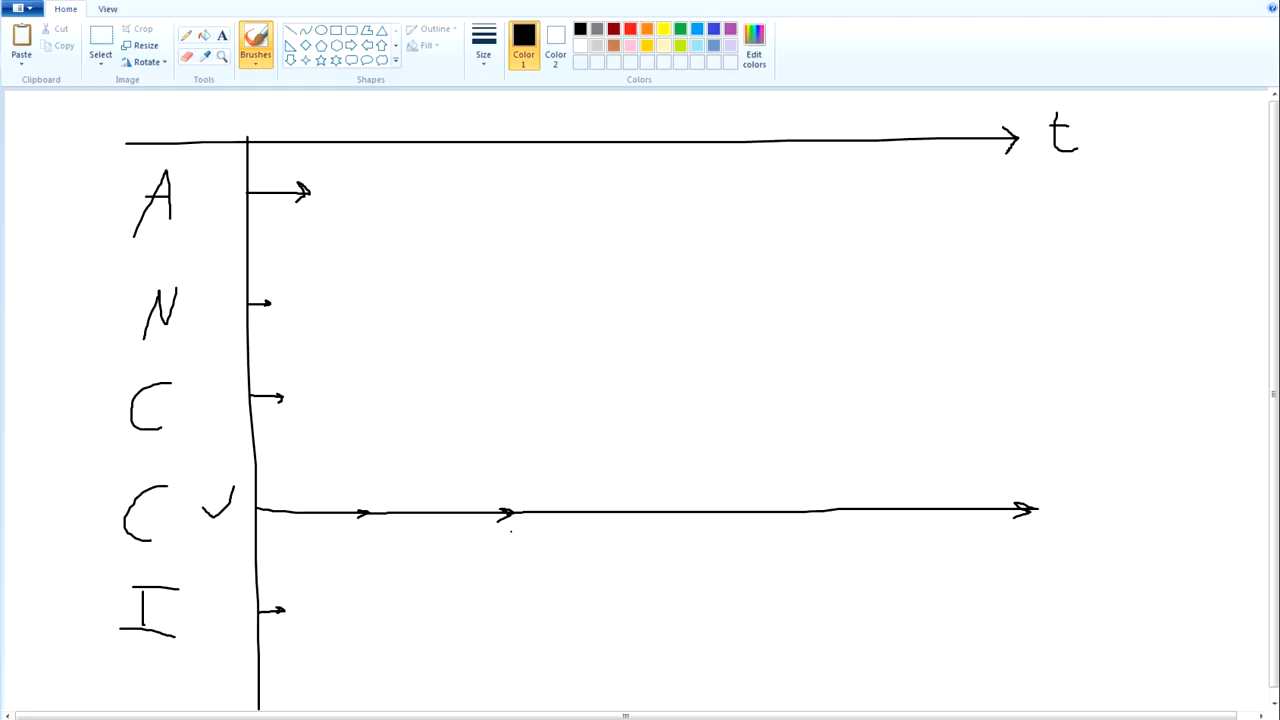 Home View
Cut
Copy
Paste
Clipboard
Crop
Resize
Rotate
Select
Image
A
Tools
Brushes
Outline
Fill
Shapes
Size
Color 1
Color 2
Edit colors
Colors
t
A
N
C
C
I